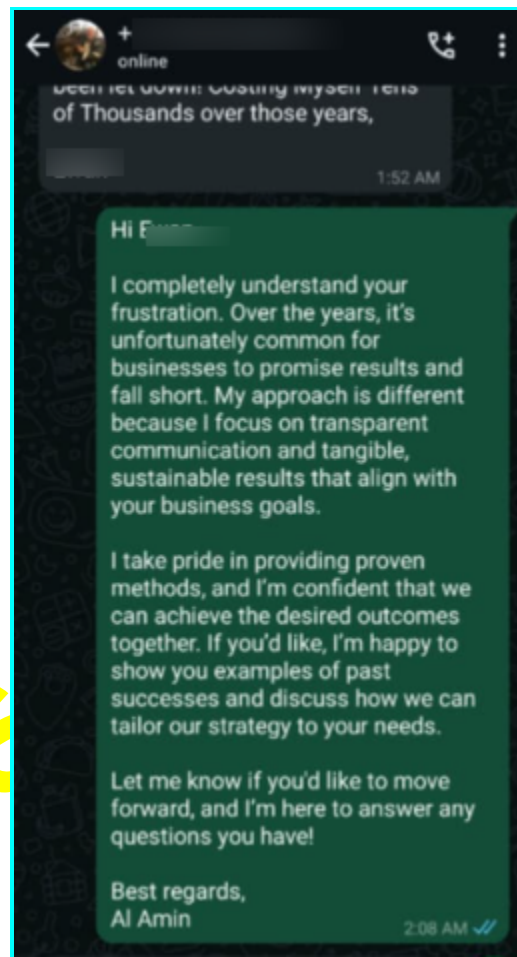 +
online
been let down! Costing Myself Tens
of Thousands over those years,
1:52 AM
Hi
I completely understand your
frustration. Over the years, it's
unfortunately common for
businesses to promise results and
fall short. My approach is different
because I focus on transparent
communication and tangible,
sustainable results that align with
your business goals.
I take pride in providing proven
methods, and I'm confident that we
can achieve the desired outcomes
together. If you'd like, I'm happy to
show you examples of past
successes and discuss how we can
tailor our strategy to your needs.
Let me know if you'd like to move
forward, and I'm here to answer any
questions you have!
Best regards,
Al Amin
2:08 AM